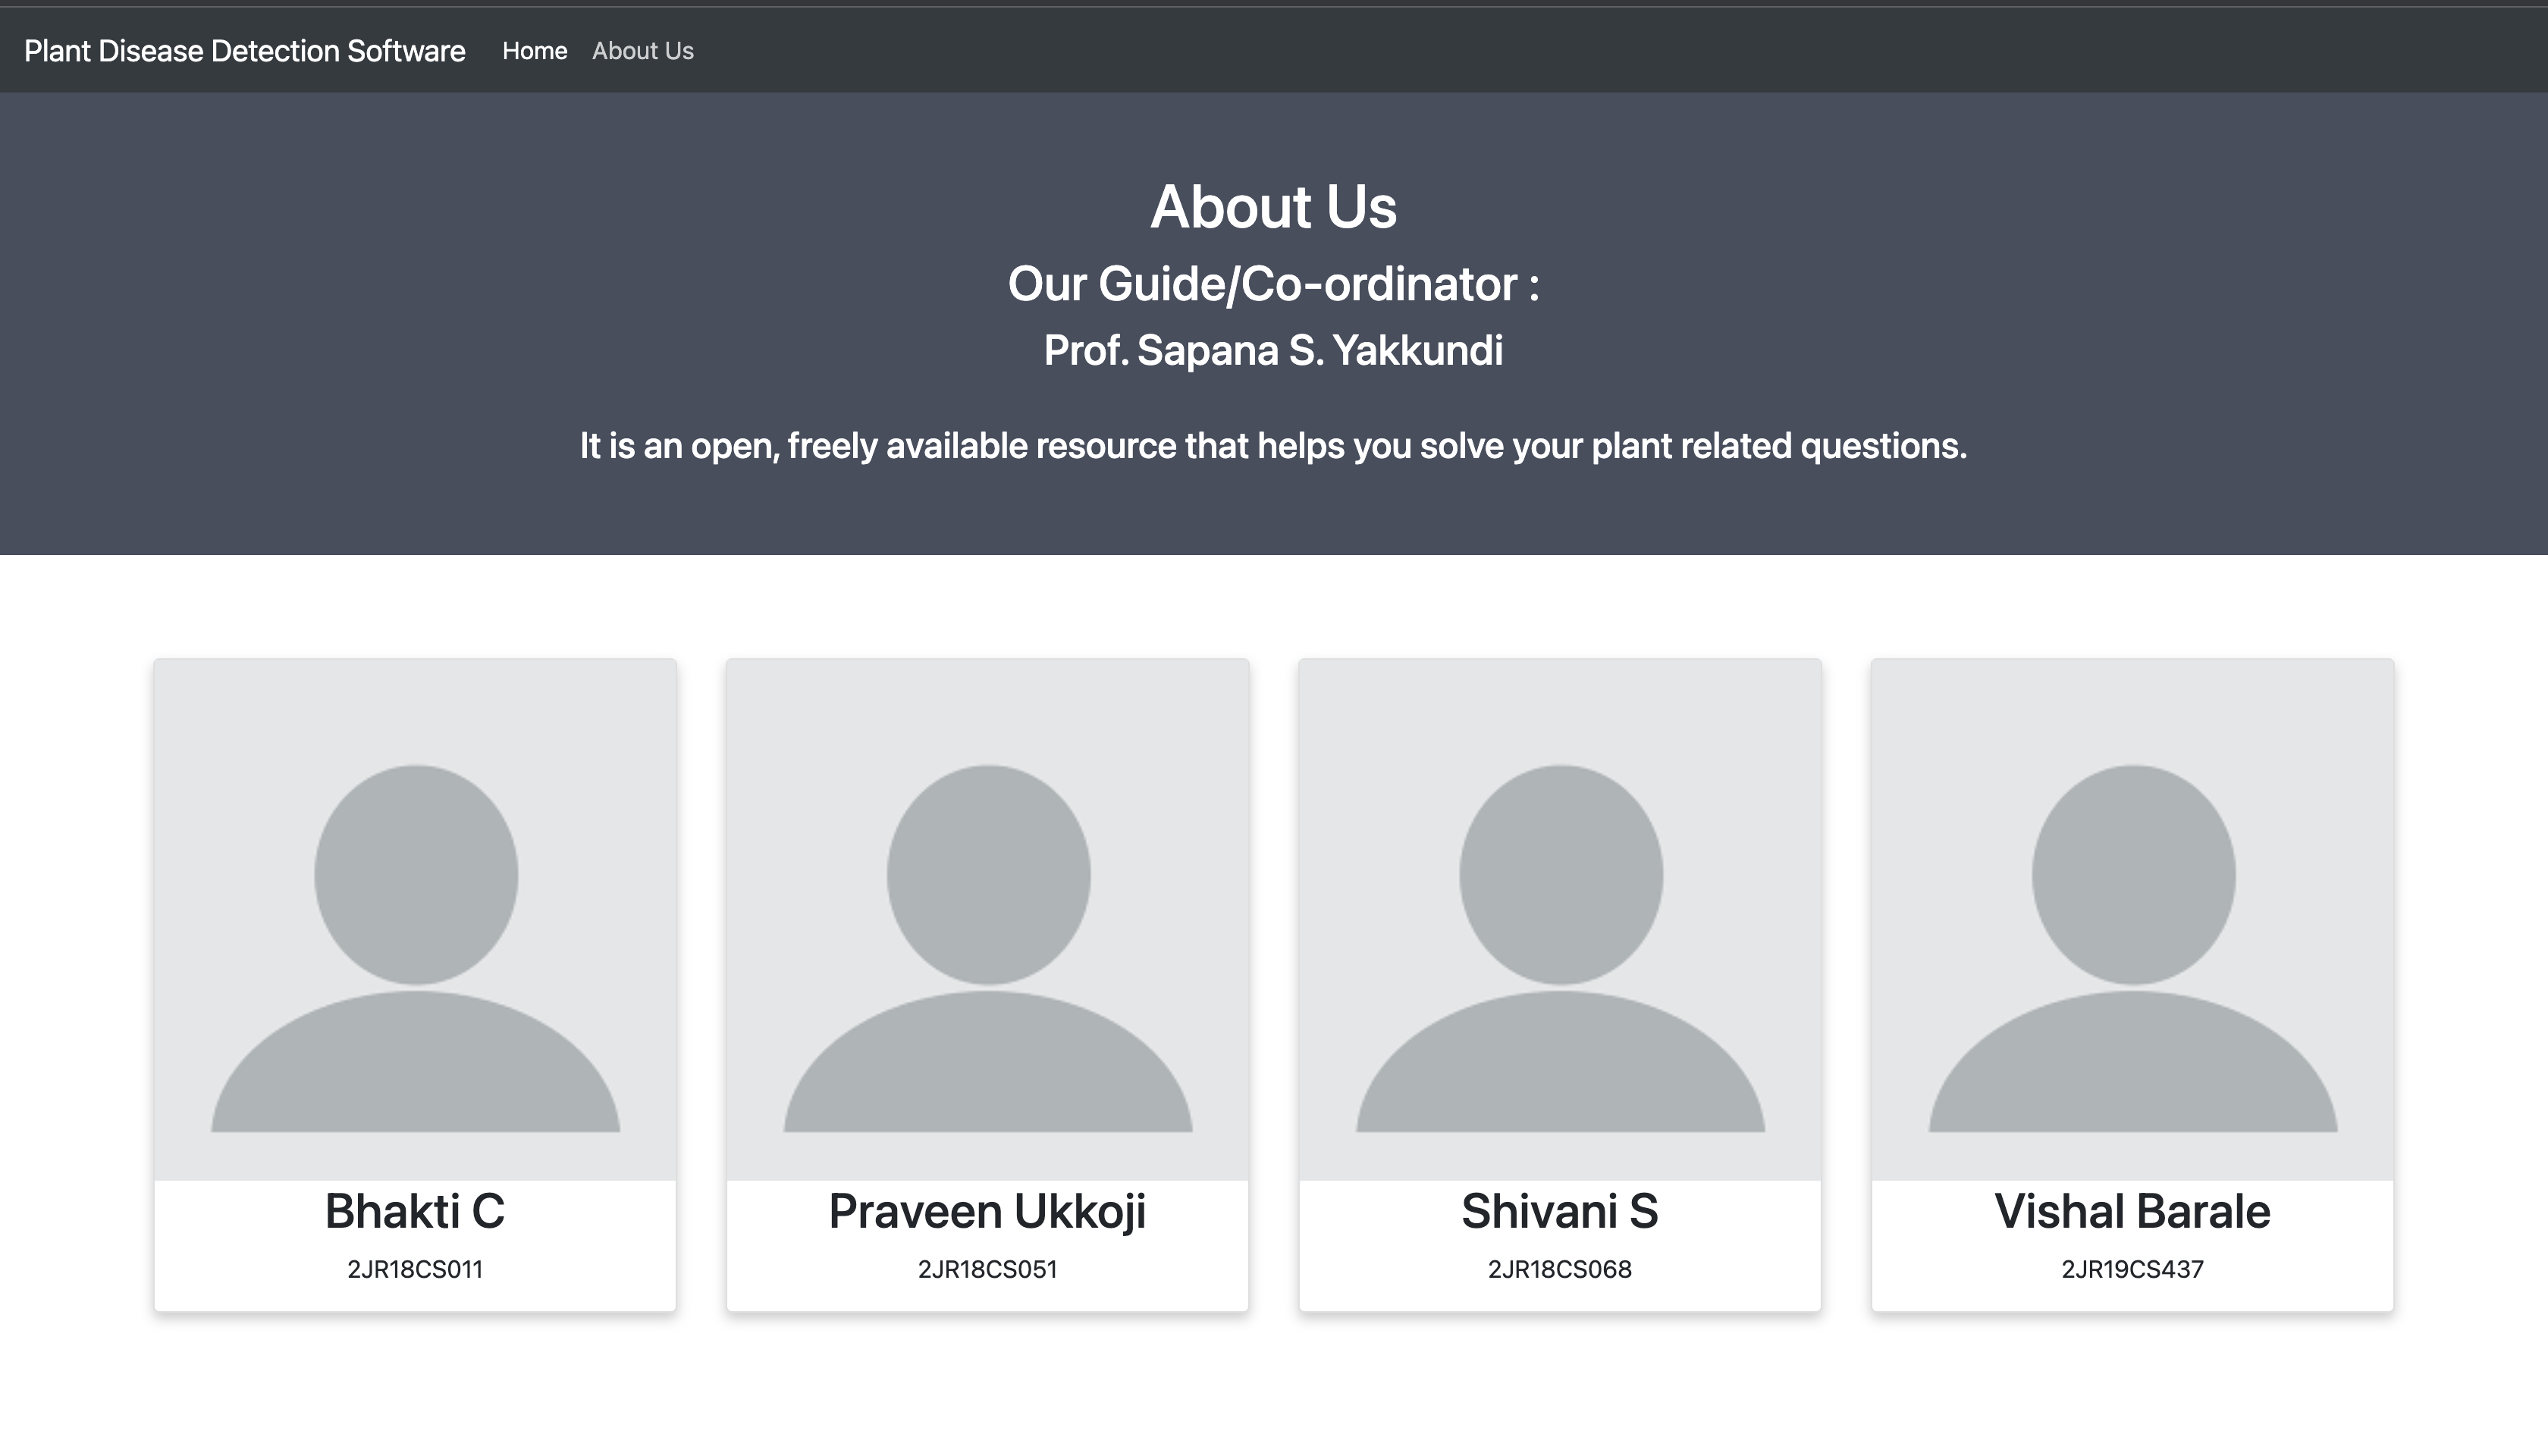 Plant Disease Detection Software Home About Us
About Us
Our Guide/Co-ordinator :
Prof. Sapana S. Yakkundi
It is an open, freely available resource that helps you solve your plant related questions.
Bhakti C
2JR18CS011
Praveen Ukkoji
2JR18CS051
Shivani S
2JR18CS068
Vishal Barale
2JR19CS437